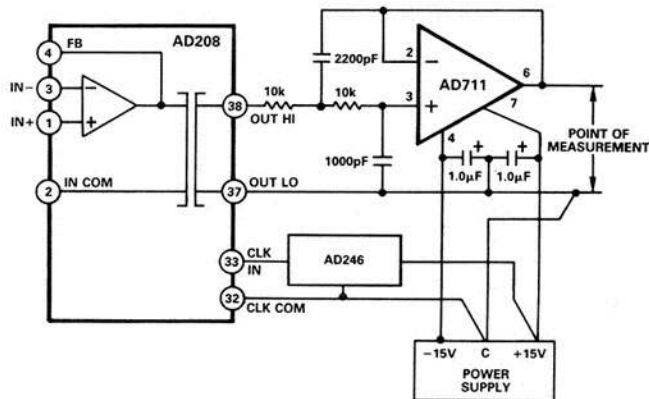 4
FB
AD208
IN−
3
IN+
1
2
IN COM
38
OUT HI
37
OUT LO
33
CLK
IN
32
CLK COM
10k
10k
2200pF
1000pF
2
3
4
6
7
−
+
−
+
AD711
+
+
1.0µF
1.0µF
POINT OF
MEASUREMENT
AD246
−15V
C
+15V
POWER
SUPPLY